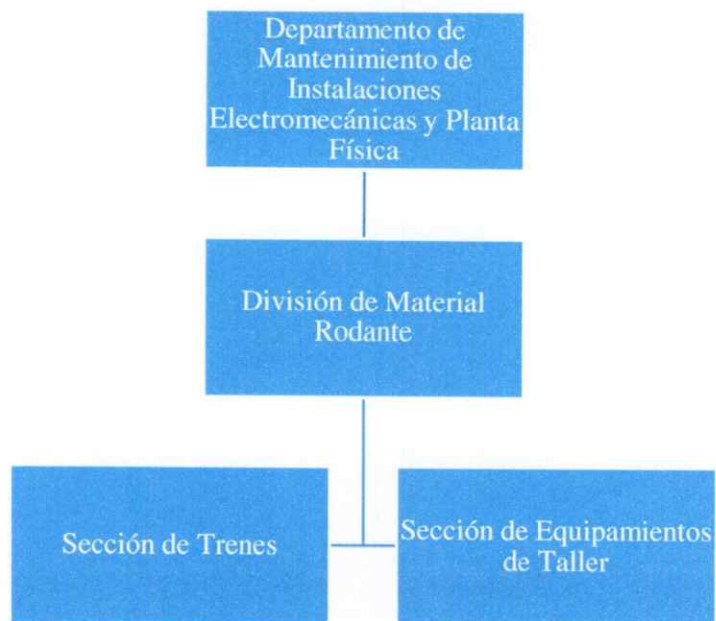 Departamento de
Mantenimiento de
Instalaciones
Electromecánicas y Planta
Física
División de Material
Rodante
Sección de Trenes
Sección de Equipamientos
de Taller